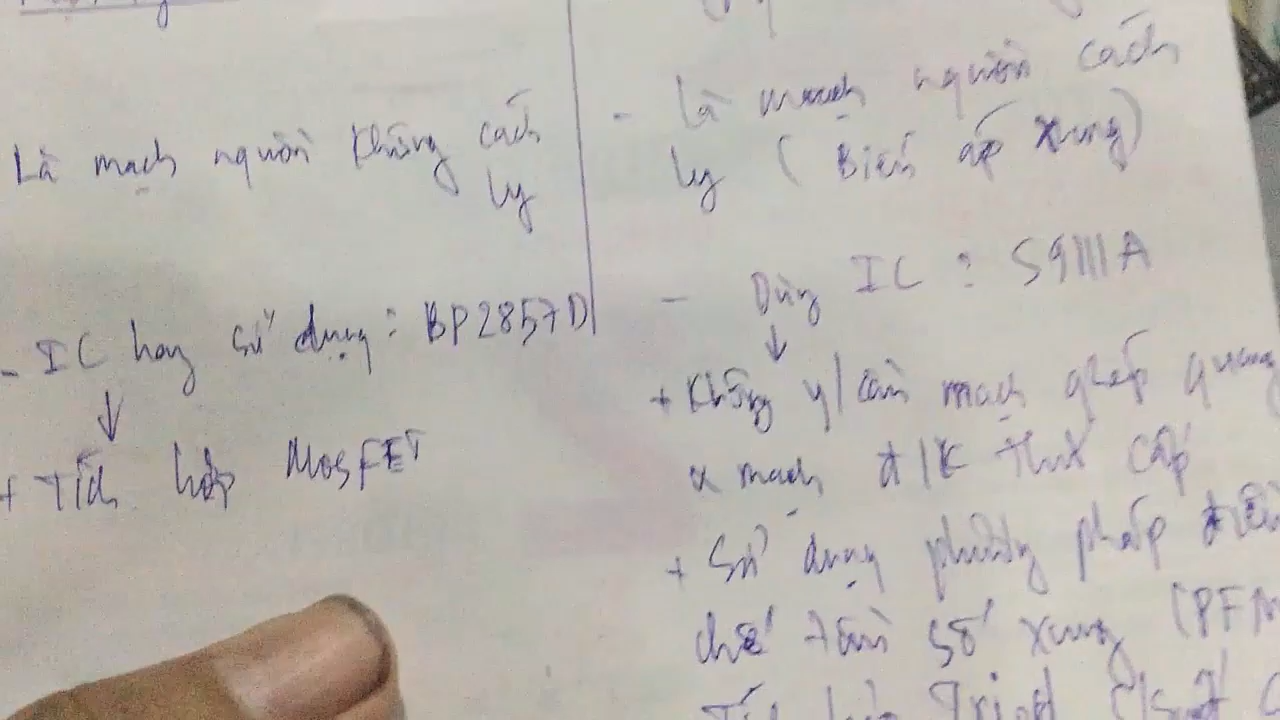 Là mạch nguồn không cách
ly
- IC hay sử dụng: BP2857D
↓
+ Tích hợp MOSFET
- Là mạch nguồn cách
ly (Biến áp xung)
- Dùng IC: S9111A
↓
+ Không y/cầu mạch ghép quang
& mạch đ/k thứ cấp
+ Sử dụng phương pháp điều
chế tần số xung (PFM
Tích hợp